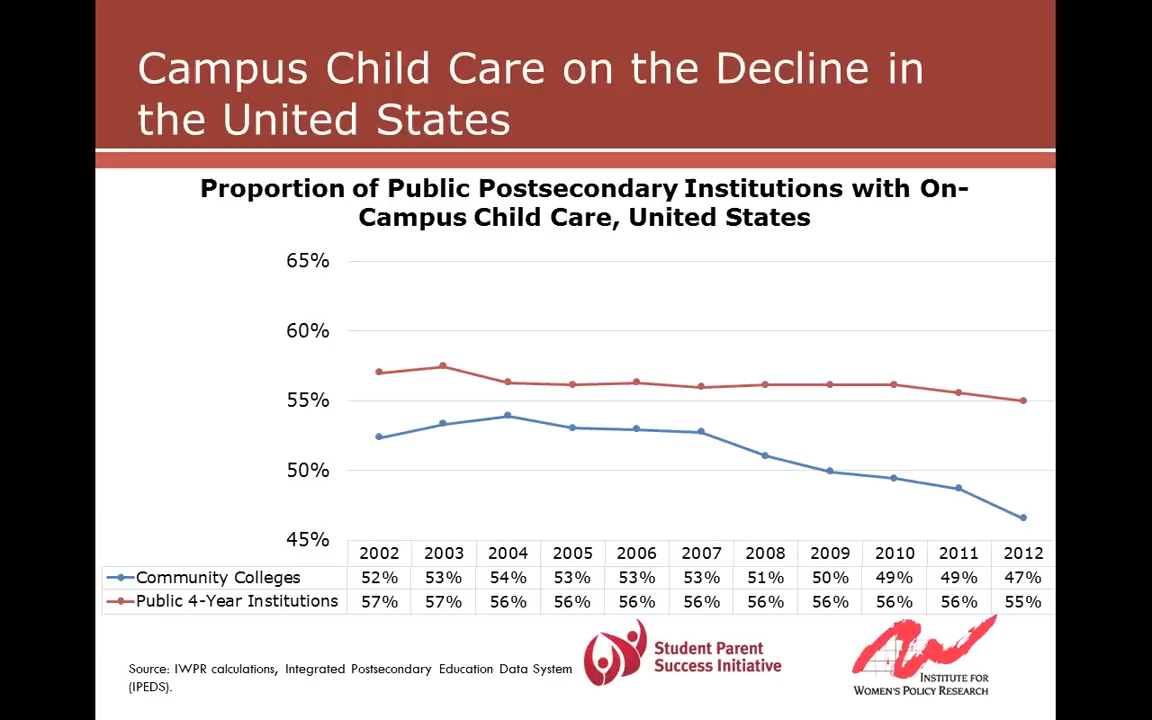 Campus Child Care on the Decline in
the United States
Proportion of Public Postsecondary Institutions with On-
Campus Child Care, United States
65%
60%
55%
50%
45%
2002 2003 2004 2005 2006 2007 2008 2009 2010 2011 2012
Community Colleges 52% 53% 54% 53% 53% 53% 51% 50% 49% 49% 47%
Public 4-Year Institutions 57% 57% 56% 56% 56% 56% 56% 56% 56% 56% 55%
Source: IWPR calculations, Integrated Postsecondary Education Data System
(IPEDS).
Student Parent
Success Initiative
INSTITUTE FOR
WOMEN'S POLICY RESEARCH